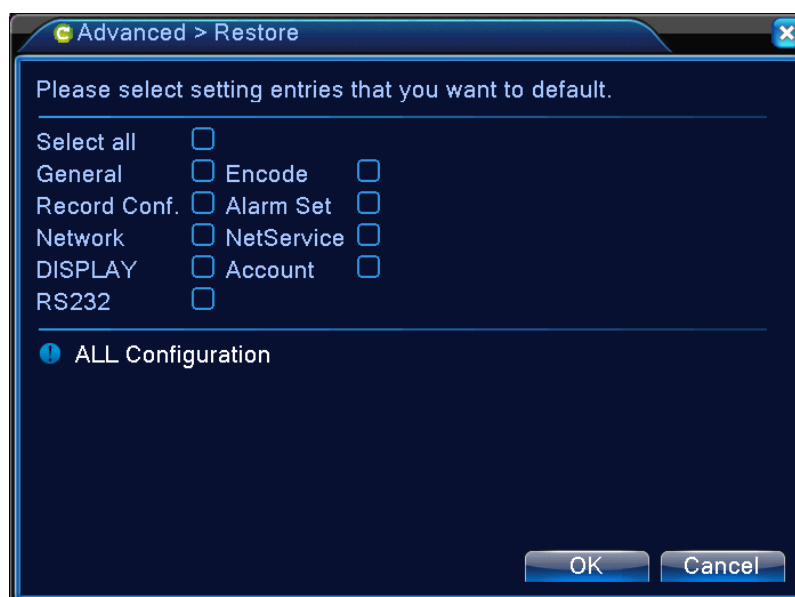 Advanced > Restore
Please select setting entries that you want to default.
Select all
General Encode
Record Conf. Alarm Set
Network NetService
DISPLAY Account
RS232
ALL Configuration
OK Cancel